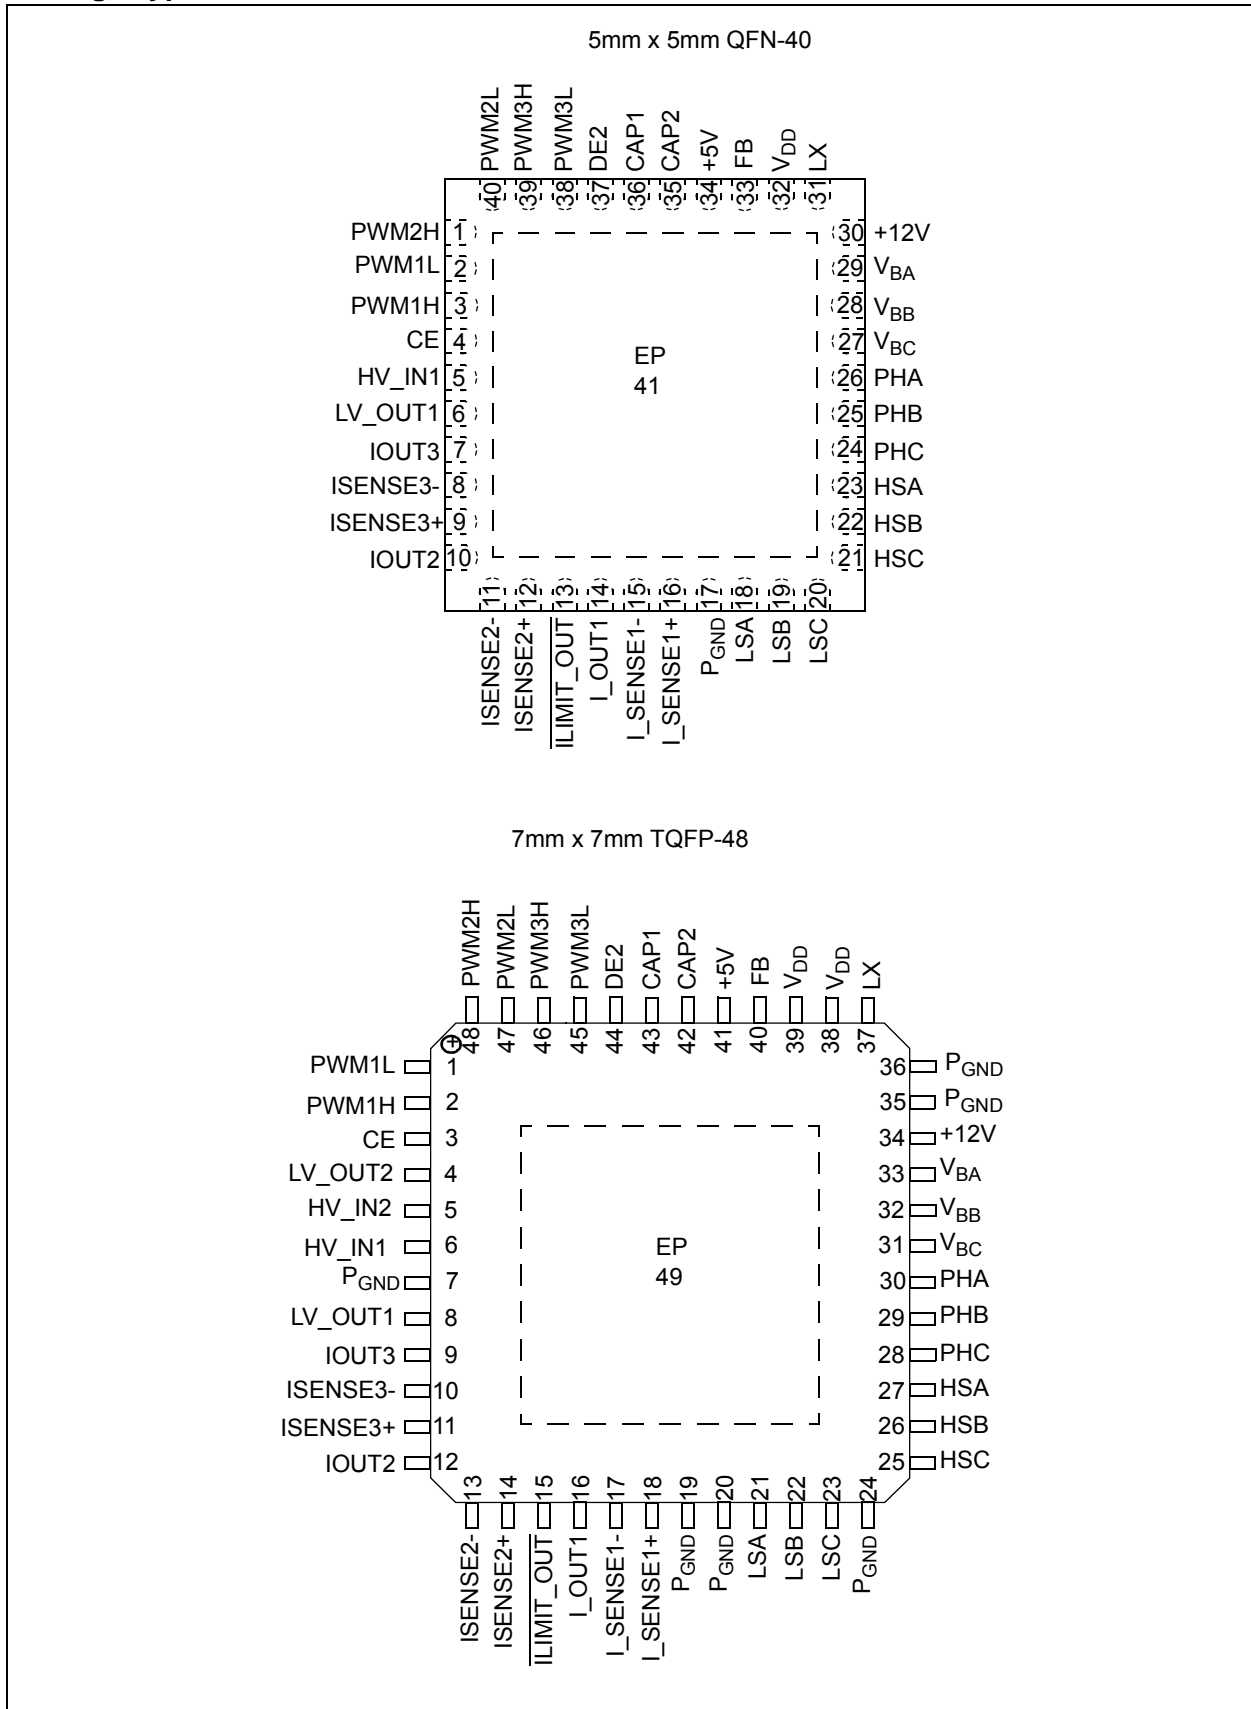 5mm x 5mm QFN-40
PWM2L
PWM3H
PWM3L
DE2
CAP1
CAP2
+5V
FB
VDD
LX
40
39
38
37
36
35
34
33
32
31
PWM2H 1
PWM1L 2
PWM1H 3
CE 4
HV_IN1 5
LV_OUT1 6
IOUT3 7
ISENSE3- 8
ISENSE3+ 9
IOUT2 10
EP
41
30 +12V
29 VBA
28 VBB
27 VBC
26 PHA
25 PHB
24 PHC
23 HSA
22 HSB
21 HSC
11
12
13
14
15
16
17
18
19
20
ISENSE2-
ISENSE2+
ILIMIT_OUT
I_OUT1
I_SENSE1-
I_SENSE1+
PGND
LSA
LSB
LSC
7mm x 7mm TQFP-48
PWM2H
PWM2L
PWM3H
PWM3L
DE2
CAP1
CAP2
+5V
FB
VDD
VDD
LX
48
47
46
45
44
43
42
41
40
39
38
37
PWM1L 1
PWM1H 2
CE 3
LV_OUT2 4
HV_IN2 5
HV_IN1 6
PGND 7
LV_OUT1 8
IOUT3 9
ISENSE3- 10
ISENSE3+ 11
IOUT2 12
EP
49
36 PGND
35 PGND
34 +12V
33 VBA
32 VBB
31 VBC
30 PHA
29 PHB
28 PHC
27 HSA
26 HSB
25 HSC
13
14
15
16
17
18
19
20
21
22
23
24
ISENSE2-
ISENSE2+
ILIMIT_OUT
I_OUT1
I_SENSE1-
I_SENSE1+
PGND
PGND
LSA
LSB
LSC
PGND